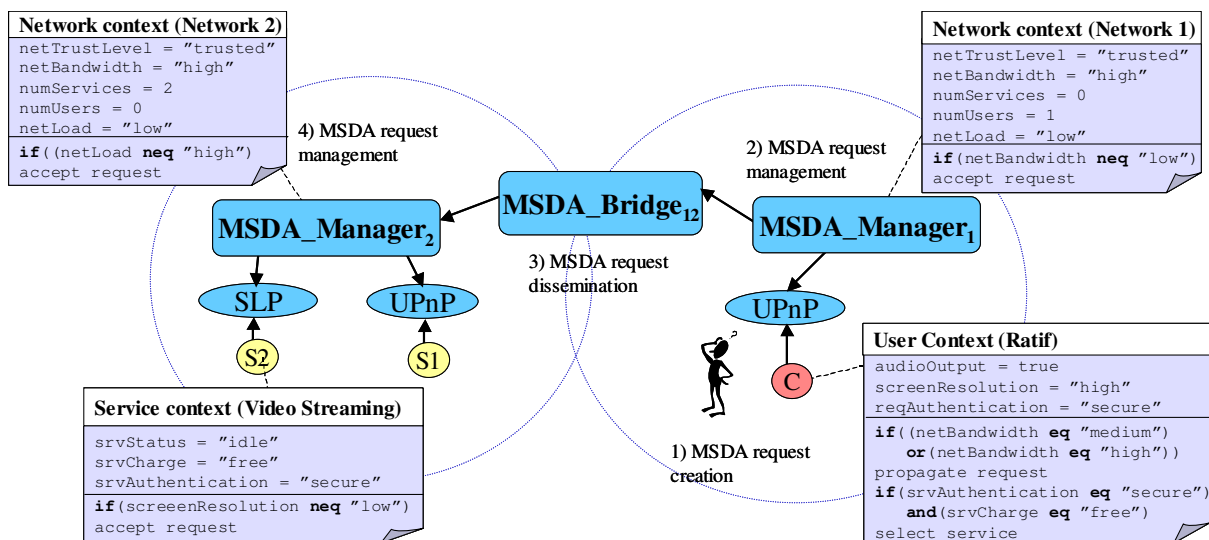 Network context (Network 2)
netTrustLevel = ”trusted”
netBandwidth = ”high”
numServices = 2
numUsers = 0
netLoad = ”low”
if((netLoad neq ”high”)
accept request
Network context (Network 1)
netTrustLevel = ”trusted”
netBandwidth = ”high”
numServices = 0
numUsers = 1
netLoad = ”low”
if(netBandwidth neq ”low”)
accept request
4) MSDA request
management
2) MSDA request
management
MSDA_Manager2
MSDA_Bridge12
MSDA_Manager1
3) MSDA request
dissemination
SLP
UPnP
UPnP
S2
S1
C
?
1) MSDA request
creation
Service context (Video Streaming)
srvStatus = ”idle”
srvCharge = ”free”
srvAuthentication = ”secure”
if(screeenResolution neq ”low”)
accept request
User Context (Ratif)
audioOutput = true
screenResolution = ”high”
reqAuthentication = ”secure”
if((netBandwidth eq ”medium”)
or(netBandwidth eq ”high”))
propagate request
if(srvAuthentication eq ”secure”)
and(srvCharge eq ”free”)
select service